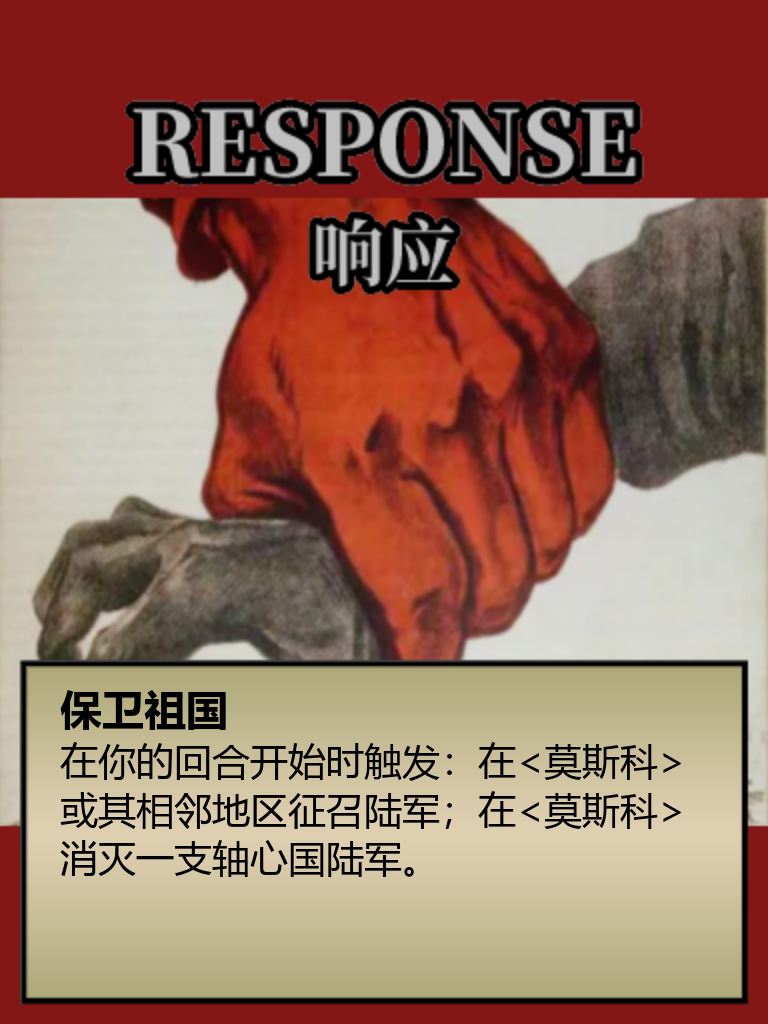 RESPONSE
响应
保卫祖国
在你的回合开始时触发：在<莫斯科>
或其相邻地区征召陆军；在<莫斯科>
消灭一支轴心国陆军。